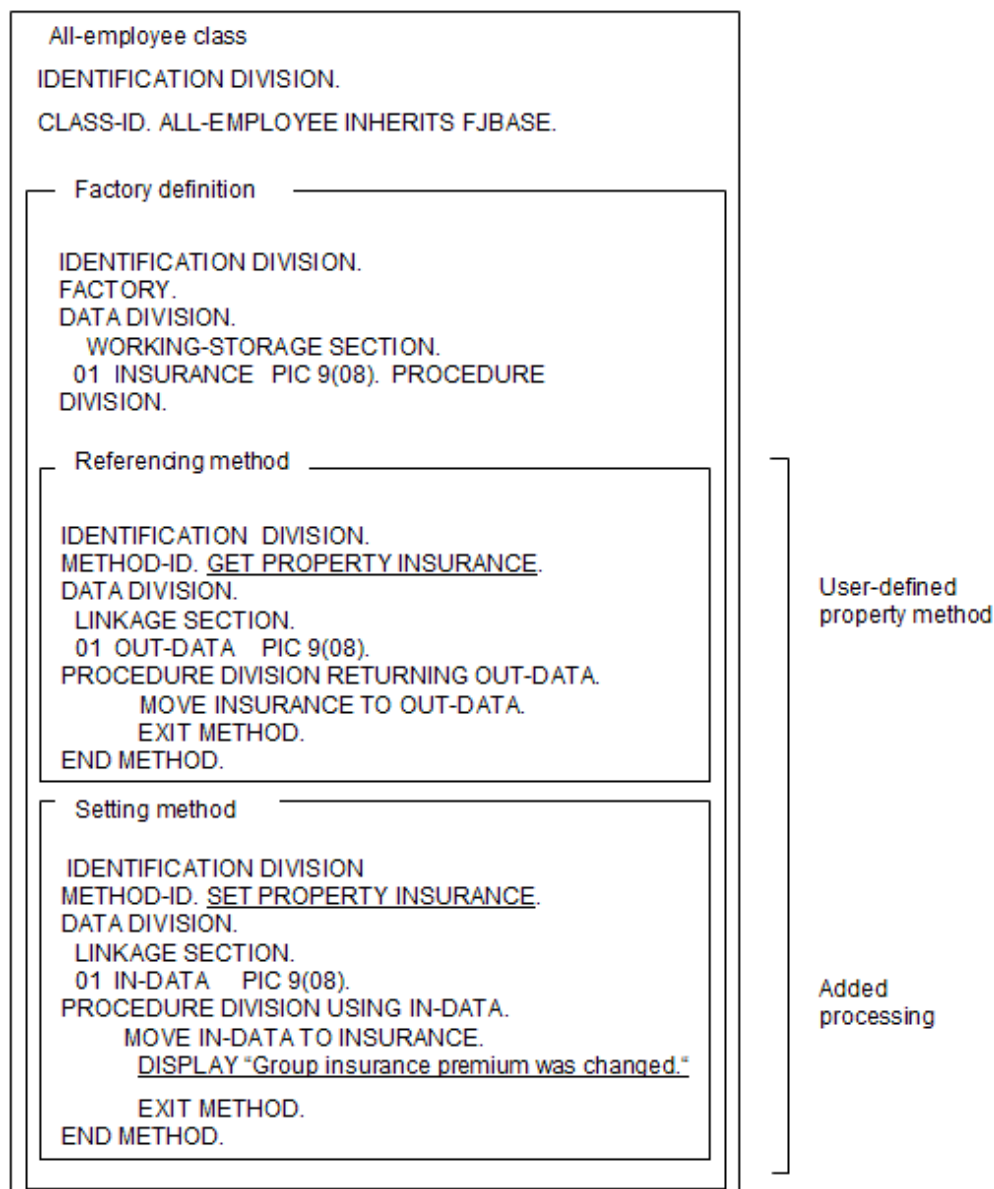 All-employee class
IDENTIFICATION DIVISION.
CLASS-ID. ALL-EMPLOYEE INHERITS FJBASE.
Factory definition
IDENTIFICATION DIVISION.
FACTORY.
DATA DIVISION.
WORKING-STORAGE SECTION.
01 INSURANCE PIC 9(08). PROCEDURE
DIVISION.
Referencing method
IDENTIFICATION DIVISION.
METHOD-ID. GET PROPERTY INSURANCE.
DATA DIVISION.
LINKAGE SECTION.
01 OUT-DATA PIC 9(08).
PROCEDURE DIVISION RETURNING OUT-DATA.
MOVE INSURANCE TO OUT-DATA.
EXIT METHOD.
END METHOD.
Setting method
IDENTIFICATION DIVISION
METHOD-ID. SET PROPERTY INSURANCE.
DATA DIVISION.
LINKAGE SECTION.
01 IN-DATA PIC 9(08).
PROCEDURE DIVISION USING IN-DATA.
MOVE IN-DATA TO INSURANCE.
DISPLAY “Group insurance premium was changed.“
EXIT METHOD.
END METHOD.
User-defined
property method
Added
processing